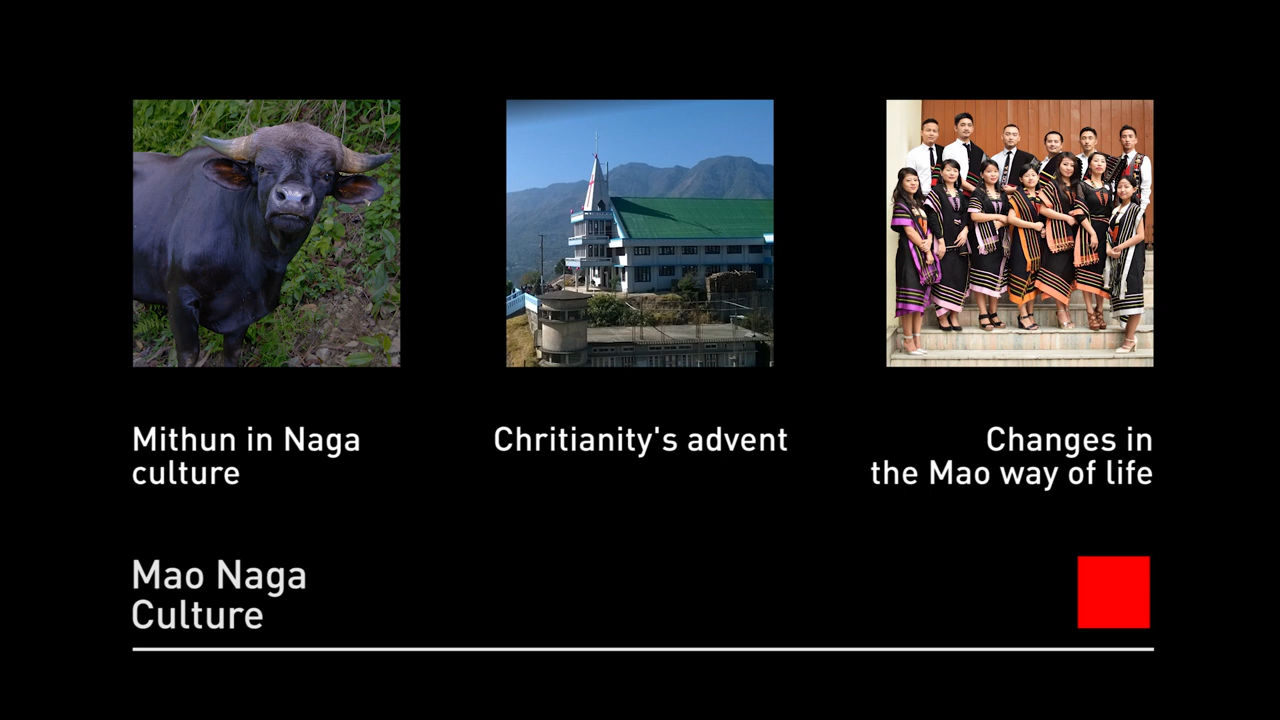 Mithun in Naga
culture
Chritianity's advent
Changes in
the Mao way of life
Mao Naga
Culture